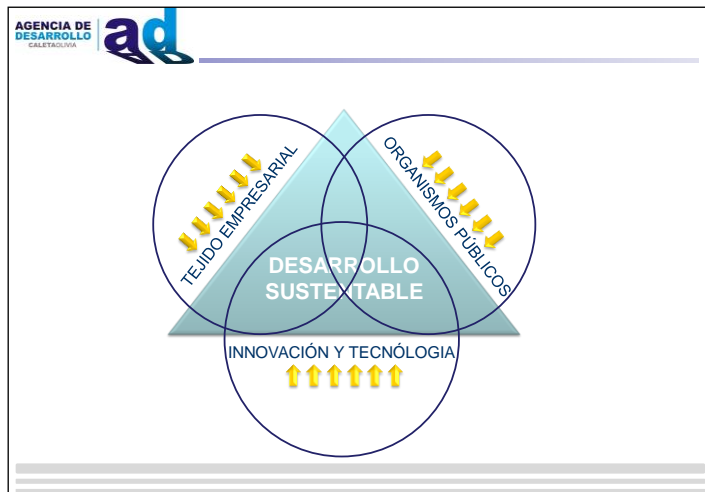 AGENCIA DE
DESARROLLO
CALETAOLIVIA
ad
TEJIDO EMPRESARIAL
ORGANISMOS PÚBLICOS
DESARROLLO
SUSTENTABLE
INNOVACIÓN Y TECNÓLOGIA